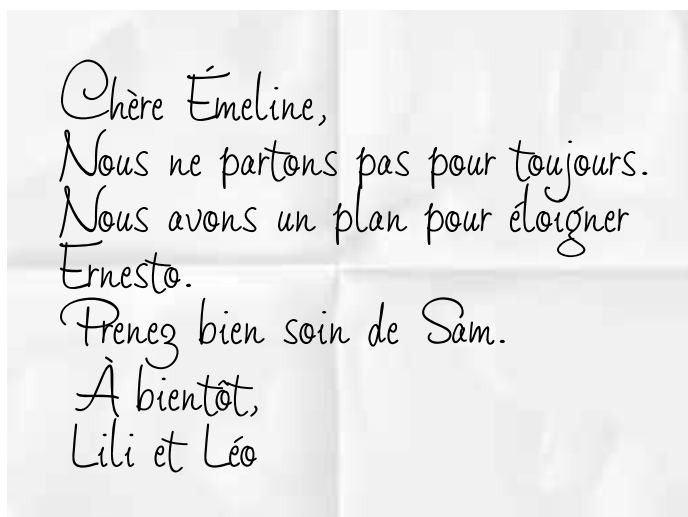 Chère Émeline,
Nous ne partons pas pour toujours.
Nous avons un plan pour éloigner
Ernesto.
Prenez bien soin de Sam.
À bientôt,
Lili et Léo